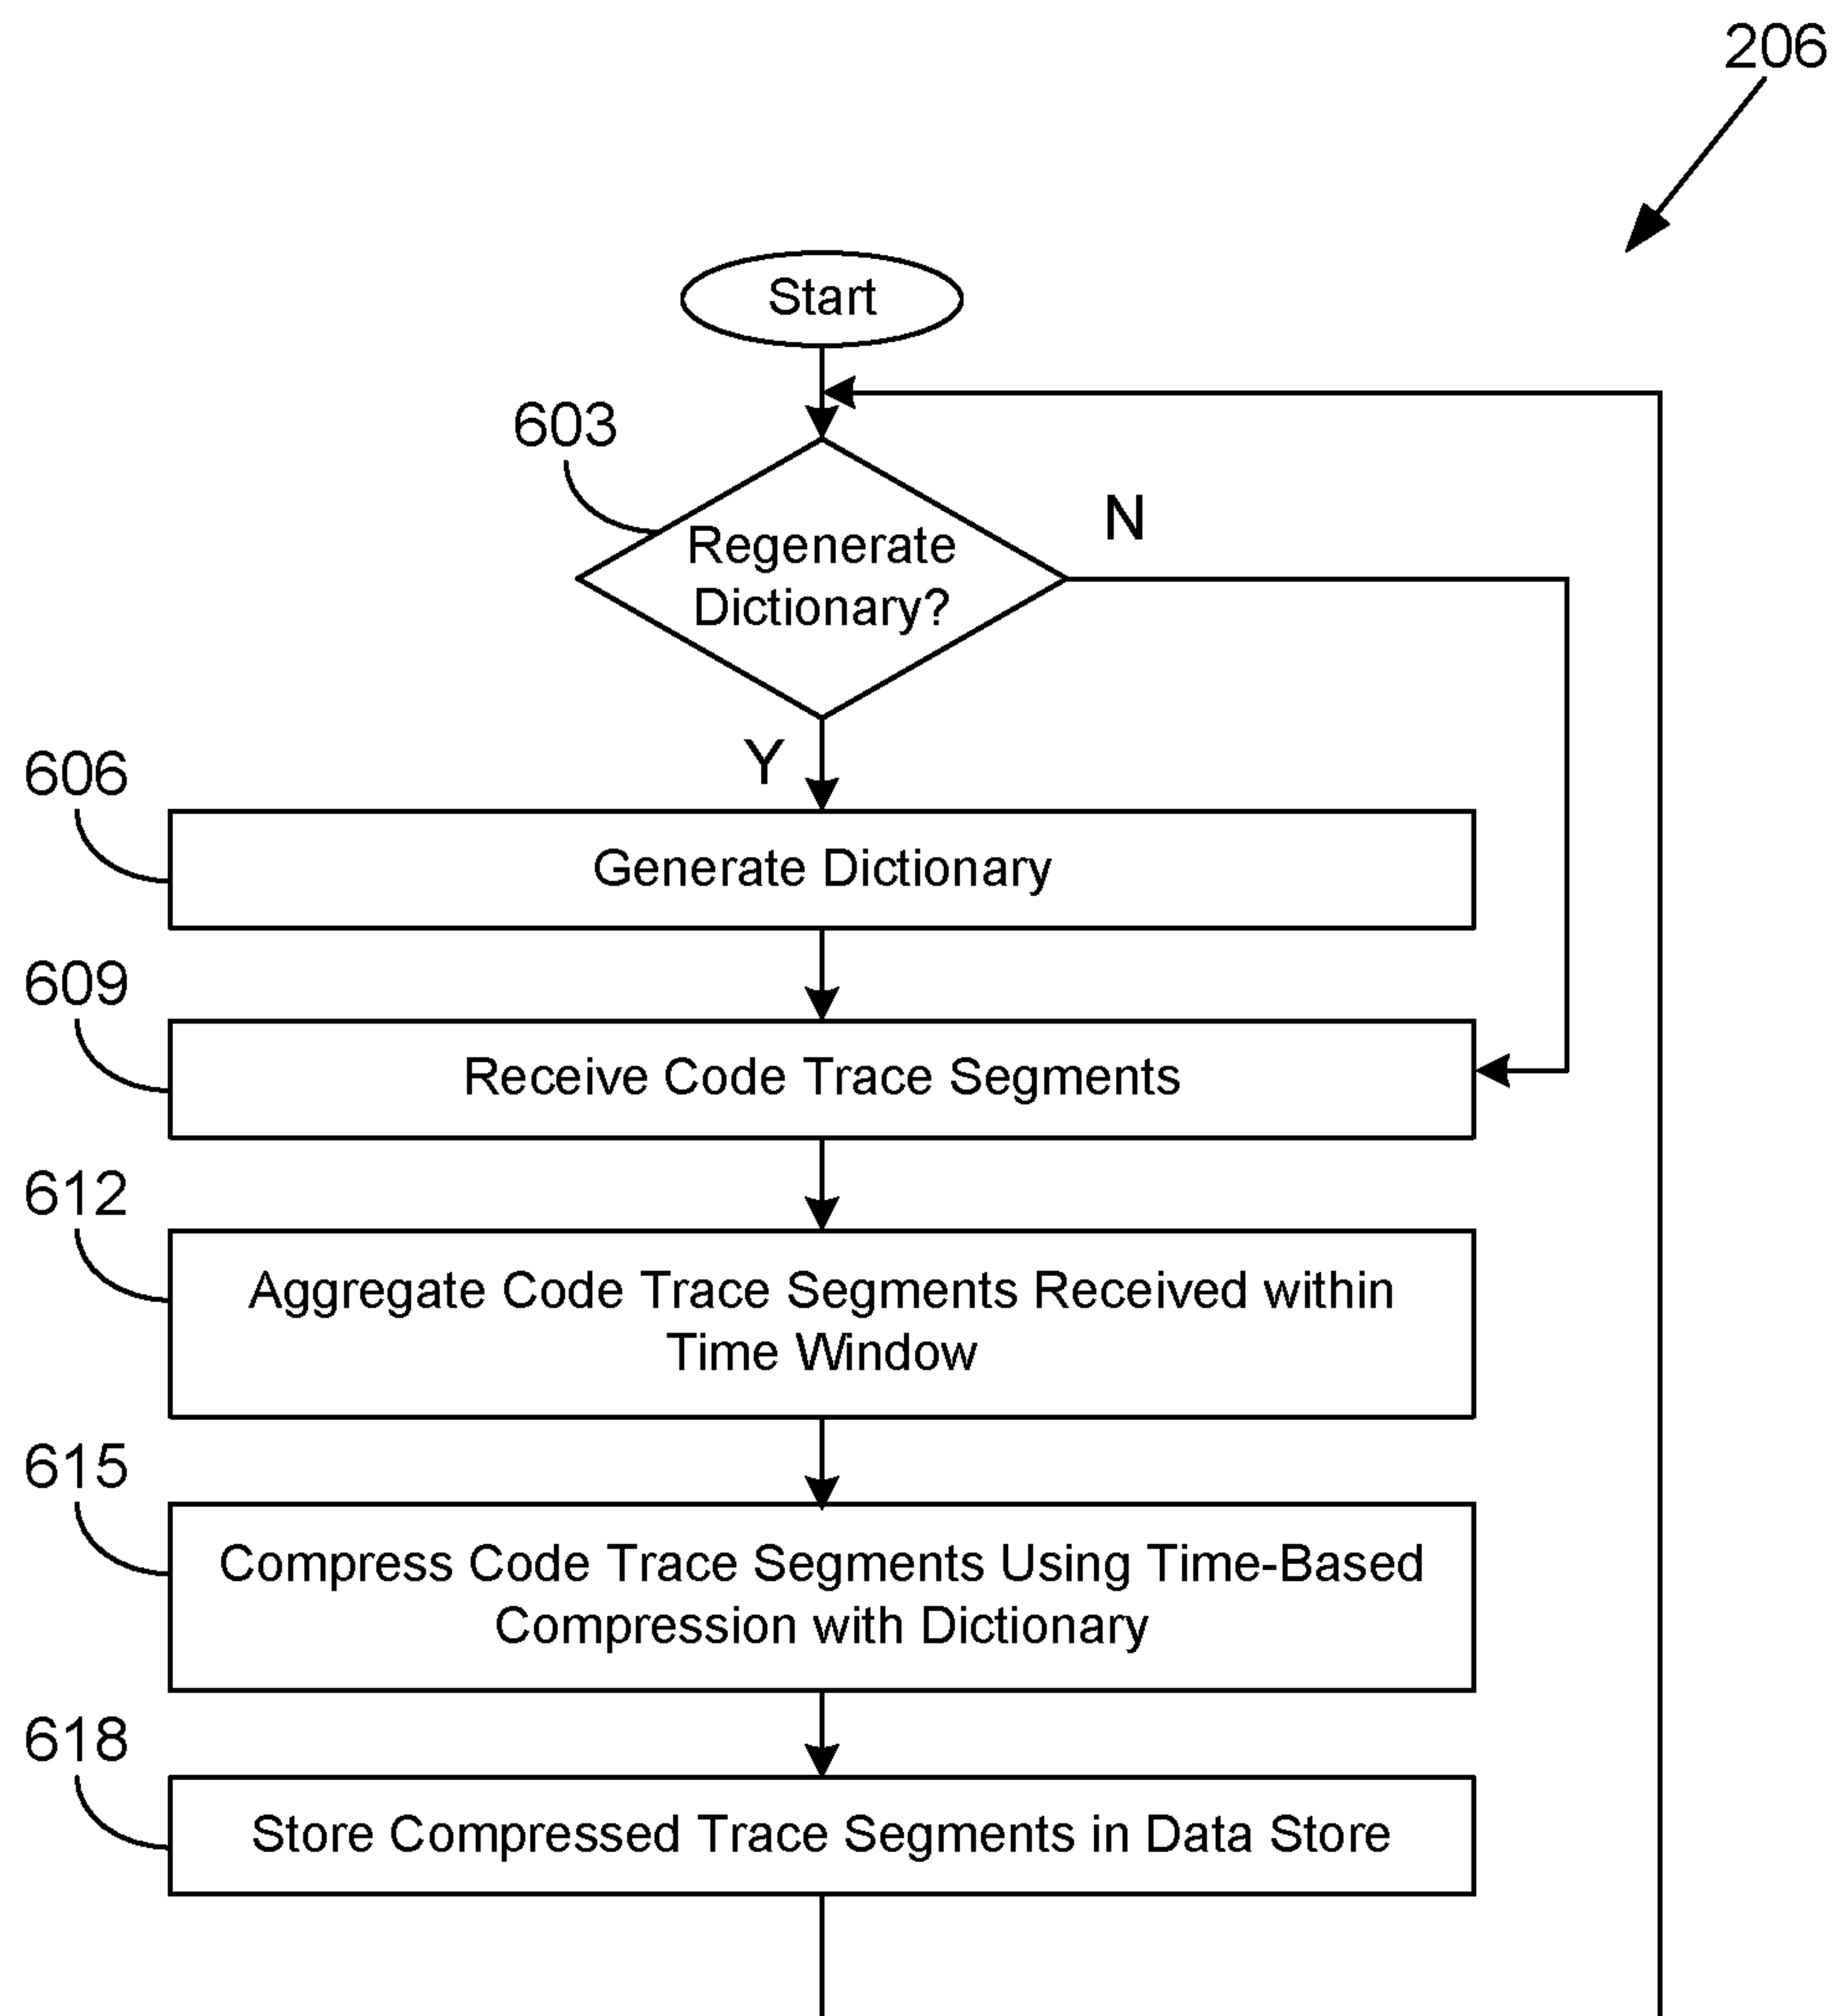 206
Start
603
Regenerate
Dictionary?
N
Y
606
Generate Dictionary
609
Receive Code Trace Segments
612
Aggregate Code Trace Segments Received within
Time Window
615
Compress Code Trace Segments Using Time-Based
Compression with Dictionary
618
Store Compressed Trace Segments in Data Store